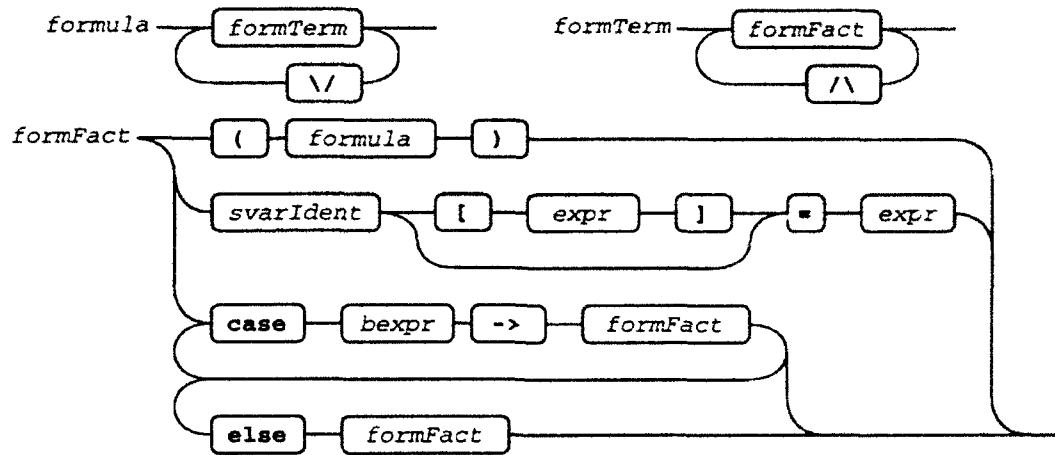 formula formTerm formTerm formFact
\/ /\
formFact ( formula )
svarIdent [ expr ] = expr
case bexpr -> formFact
else formFact